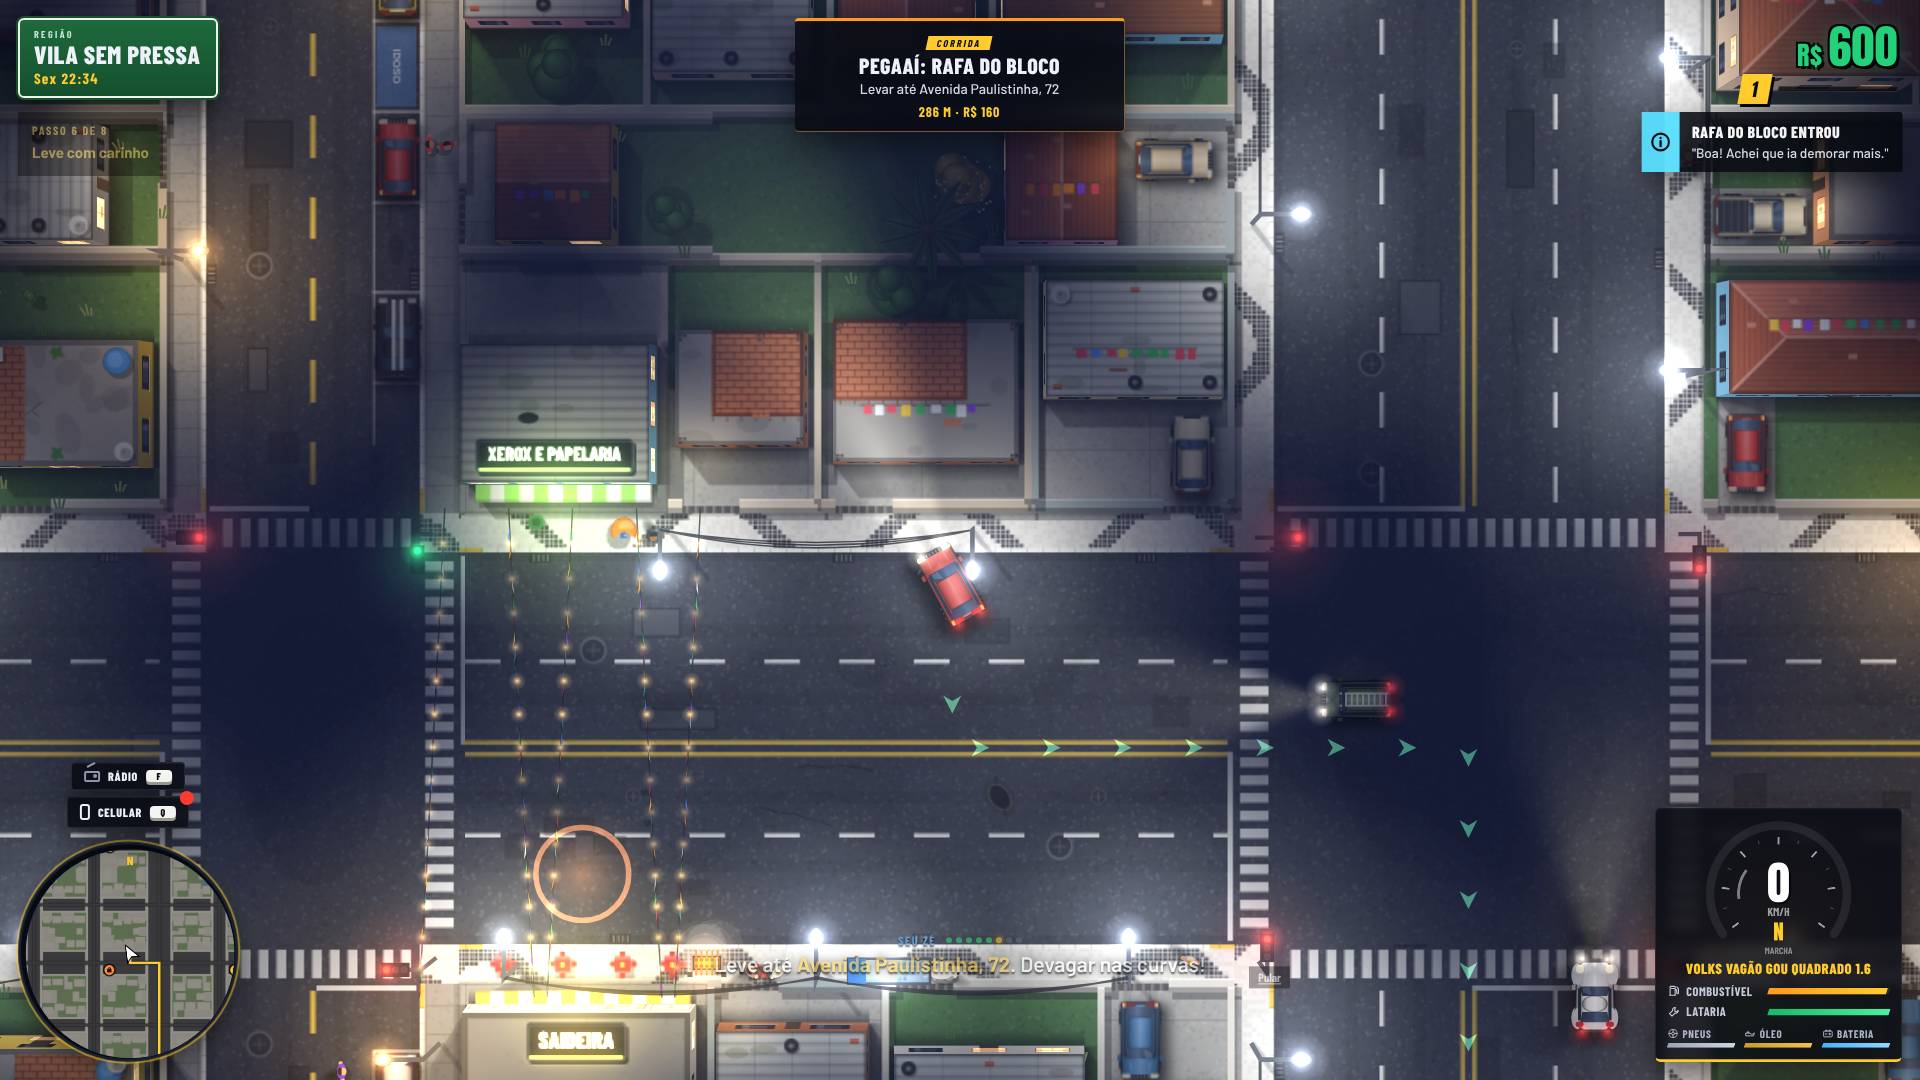 REGIÃO
VILA SEM PRESSA
Sex 22:34
PASSO 6 DE 8
Leve com carinho
IDOSO
CORRIDA
PEGAAÍ: RAFA DO BLOCO
Levar até Avenida Paulistinha, 72
286 M · R$ 160
R$ 600
1
RAFA DO BLOCO ENTROU
"Boa! Achei que ia demorar mais."
XEROX E PAPELARIA
RÁDIO F
CELULAR Q
N
SEU ZÉ
Leve até Avenida Paulistinha, 72. Devagar nas curvas!
Pular
SAIDEIRA
0
KM/H
N
MARCHA
VOLKS VAGÃO GOU QUADRADO 1.6
COMBUSTÍVEL
LATARIA
PNEUS
ÓLEO
BATERIA